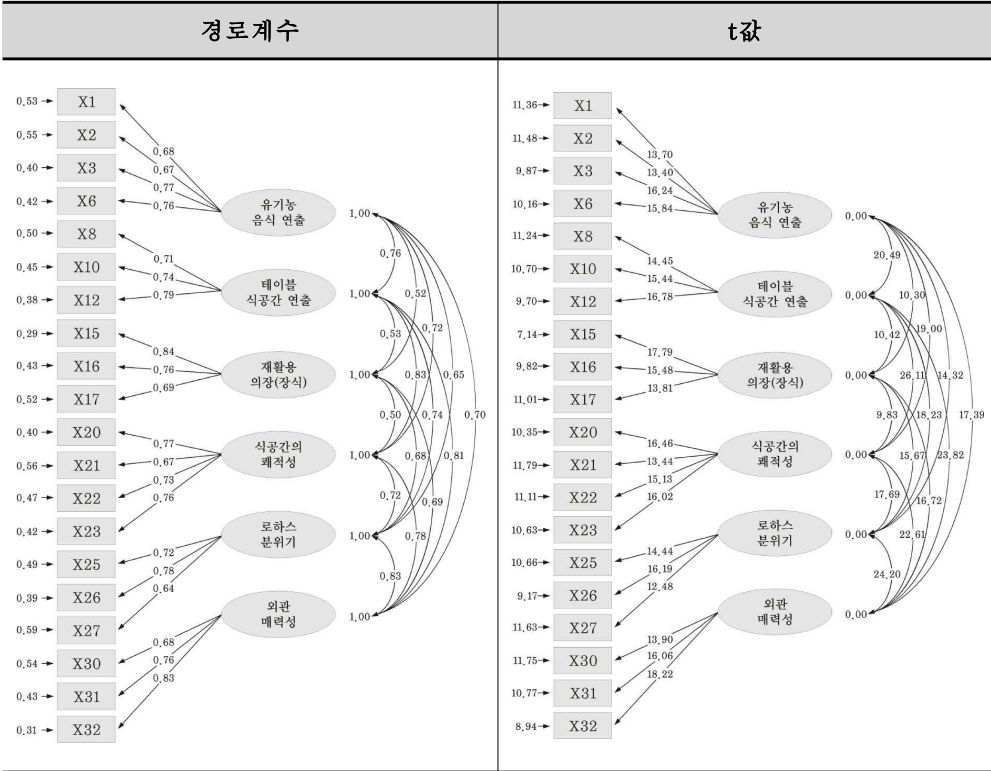 경로계수
t값
0.53
X1
0.55
X2
0.40
X3
0.42
X6
0.50
X8
0.45
X10
0.38
X12
0.29
X15
0.43
X16
0.52
X17
0.40
X20
0.56
X21
0.47
X22
0.42
X23
0.49
X25
0.39
X26
0.59
X27
0.54
X30
0.43
X31
0.31
X32
0.68
0.67
0.77
0.76
0.71
0.74
0.79
0.84
0.76
0.69
0.77
0.67
0.73
0.76
0.72
0.78
0.64
0.68
0.76
0.83
유기농
음식 연출
테이블
식공간 연출
재활용
의장(장식)
식공간의
쾌적성
로하스
분위기
외관
매력성
1.00
1.00
1.00
1.00
1.00
1.00
0.76
0.52
0.72
0.53
0.83
0.65
0.50
0.74
0.70
0.68
0.81
0.72
0.69
0.78
0.83
11.36
X1
11.48
X2
9.87
X3
10.16
X6
11.24
X8
10.70
X10
9.70
X12
7.14
X15
9.82
X16
11.01
X17
10.35
X20
11.79
X21
11.11
X22
10.63
X23
10.66
X25
9.17
X26
11.63
X27
11.75
X30
10.77
X31
8.94
X32
13.70
13.40
16.24
15.84
14.45
15.44
16.78
17.79
15.48
13.81
16.46
13.44
15.13
16.02
14.44
16.19
12.48
13.90
16.06
18.22
유기농
음식 연출
테이블
식공간 연출
재활용
의장(장식)
식공간의
쾌적성
로하스
분위기
외관
매력성
0.00
0.00
0.00
0.00
0.00
0.00
20.49
10.30
19.00
10.42
26.11
14.32
9.83
18.23
17.39
15.67
23.82
17.69
16.72
22.61
24.20